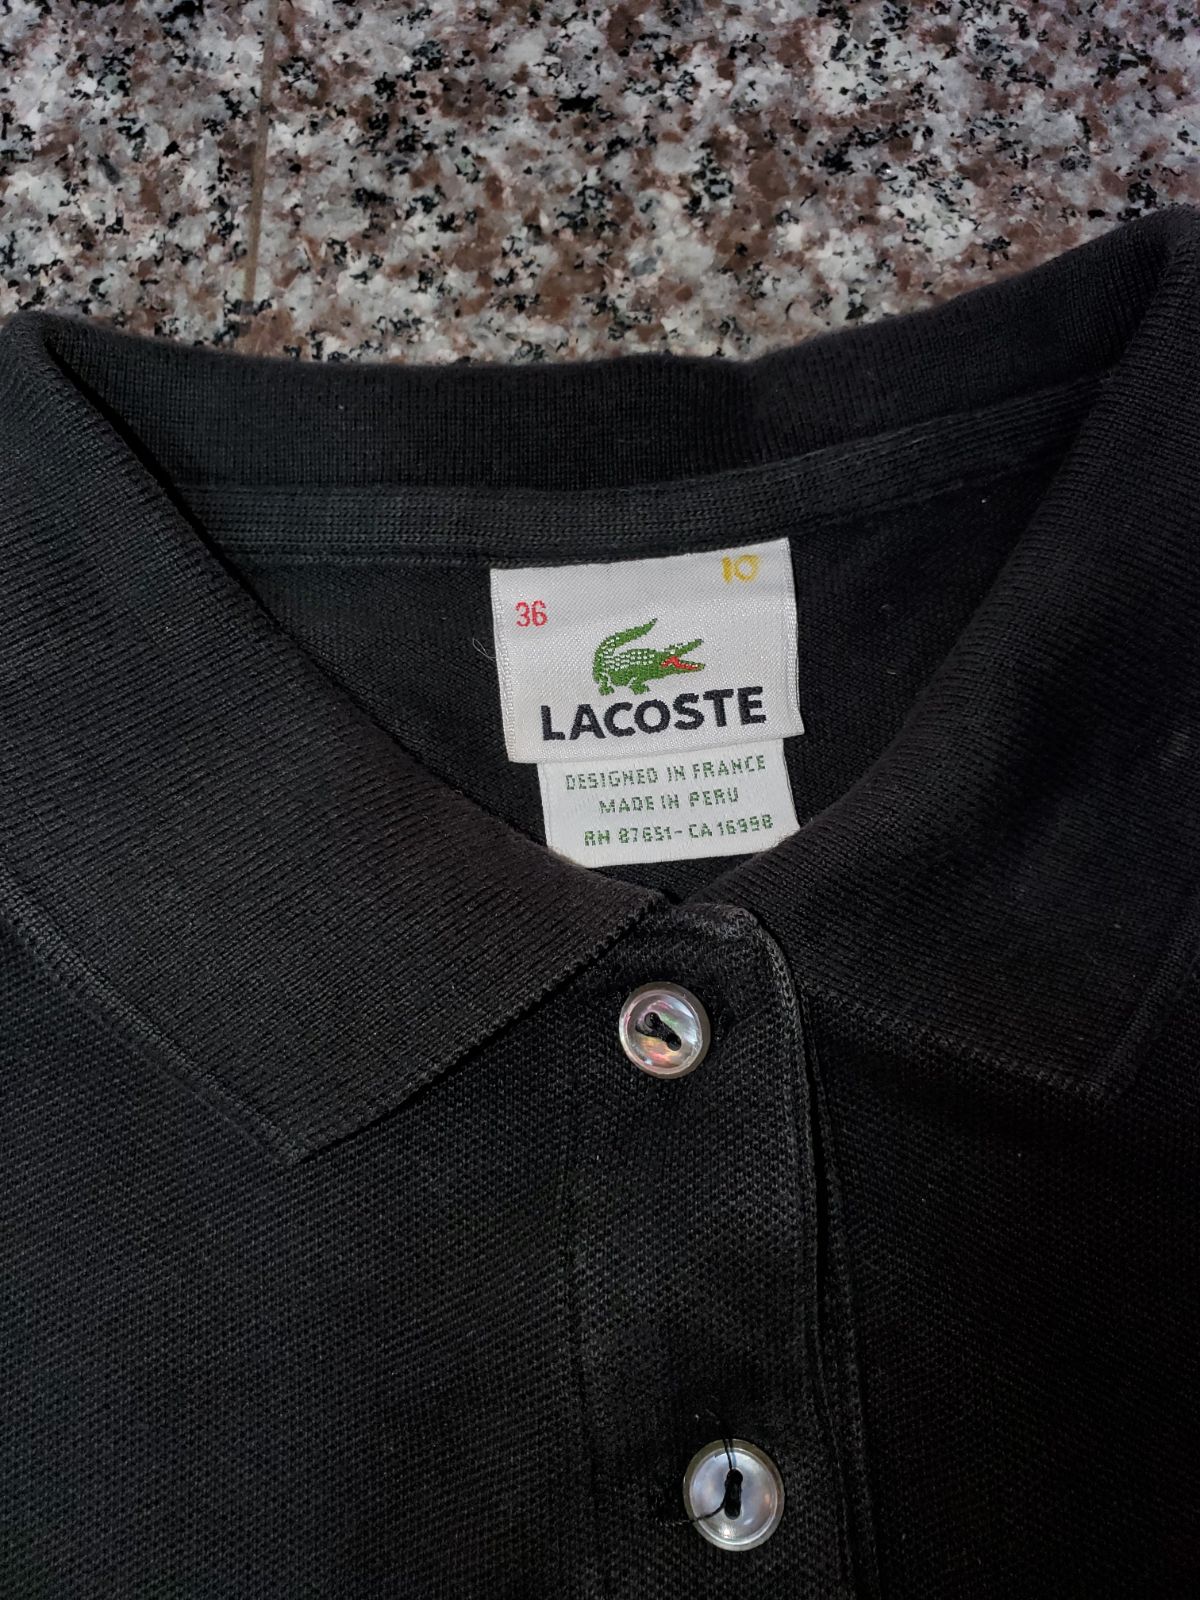 10
36
LACOSTE
DESIGNED IN FRANCE
MADE IN PERU
RN 87651-CA 16998